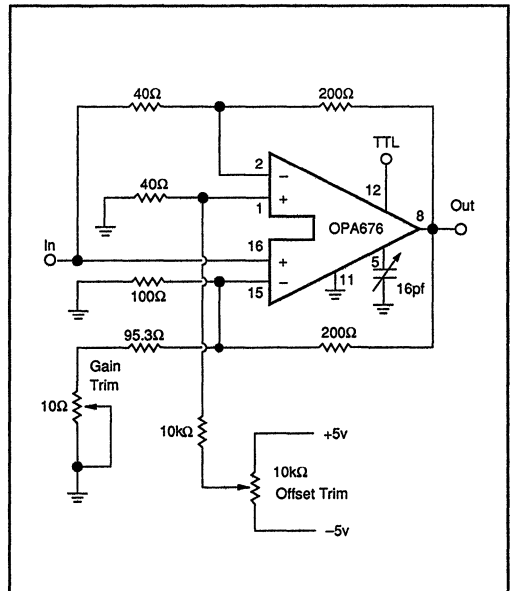 40Ω
200Ω
TTL
2
−
12
40Ω
+
1
8
Out
OPA676
In
16
+
5
11
16pf
100Ω
15
−
95.3Ω
200Ω
Gain
Trim
10Ω
10kΩ
+5v
10kΩ
Offset Trim
−5v